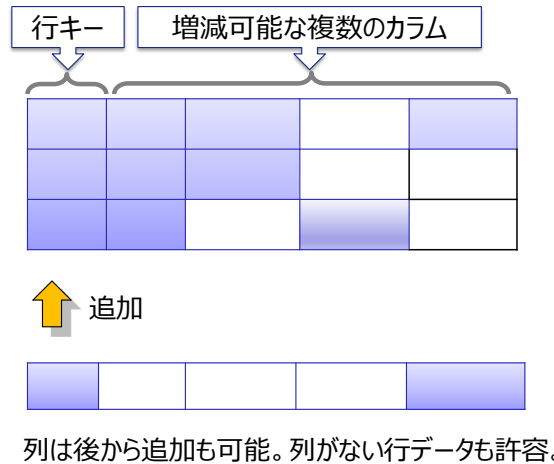 行キー
増減可能な複数のカラム
追加
列は後から追加も可能。列がない行データも許容。